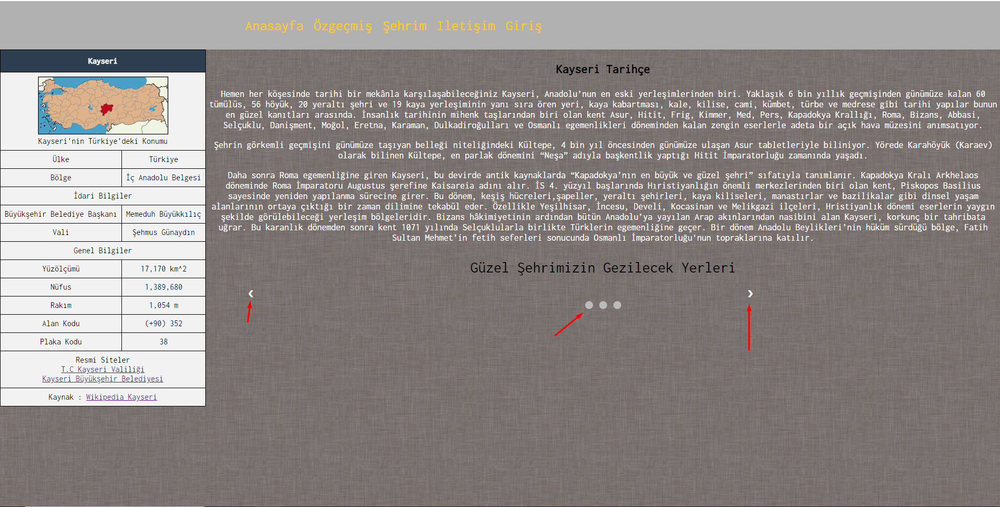 Anasayfa Özgeçmiş Şehrim Iletişim Giriş
Kayseri
Kayseri'nin Türkiye'deki Konumu
Ülke Türkiye
Bölge İç Anadolu Belgesi
İdari Bilgiler
Büyükşehir Belediye Başkanı Memeduh Büyükkılıç
Vali Şehmus Günaydın
Genel Bilgiler
Yüzölçümü 17,170 km^2
Nüfus 1,389,680
Rakım 1,054 m
Alan Kodu (+90) 352
Plaka Kodu 38
Resmi Siteler
T.C Kayseri Valiliği
Kayseri Büyükşehir Belediyesi
Kaynak : Wikipedia Kayseri
Kayseri Tarihçe
Hemen her köşesinde tarihi bir mekânla karşılaşabileceğiniz Kayseri, Anadolu’nun en eski yerleşimlerinden biri. Yaklaşık 6 bin yıllık geçmişinden günümüze kalan 60
tümülüs, 56 höyük, 20 yeraltı şehri ve 19 kaya yerleşiminin yanı sıra ören yeri, kaya kabartması, kale, kilise, cami, kümbet, türbe ve medrese gibi tarihi yapılar bunun
en güzel kanıtları arasında. İnsanlık tarihinin mihenk taşlarından biri olan kent Asur, Hitit, Frig, Kimmer, Med, Pers, Kapadokya Krallığı, Roma, Bizans, Abbasi,
Selçuklu, Danişment, Moğol, Eretna, Karaman, Dulkadiroğulları ve Osmanlı egemenlikleri döneminden kalan zengin eserlerle adeta bir açık hava müzesini anımsatıyor.
Şehrin görkemli geçmişini günümüze taşıyan belleği niteliğindeki Kültepe, 4 bin yıl öncesinden günümüze ulaşan Asur tabletleriyle biliniyor. Yörede Karahöyük (Karaev)
olarak bilinen Kültepe, en parlak dönemini “Neşa” adıyla başkentlik yaptığı Hitit İmparatorluğu zamanında yaşadı.
Daha sonra Roma egemenliğine giren Kayseri, bu devirde antik kaynaklarda “Kapadokya’nın en büyük ve güzel şehri” sıfatıyla tanımlanır. Kapadokya Kralı Arkhelaos
döneminde Roma İmparatoru Augustus şerefine Kaisareia adını alır. İS 4. yüzyıl başlarında Hıristiyanlığın önemli merkezlerinden biri olan kent, Piskopos Basilius
sayesinde yeniden yapılanma sürecine girer. Bu dönem, keşiş hücreleri,şapeller, yeraltı şehirleri, kaya kiliseleri, manastırlar ve bazilikalar gibi dinsel yaşam
alanlarının ortaya çıktığı bir zaman dilimine tekabül eder. Özellikle Yeşilhisar, İncesu, Develi, Kocasinan ve Melikgazi ilçeleri, Hristiyanlık dönemi eserlerin yaygın
şekilde görülebileceği yerleşim bölgeleridir. Bizans hâkimiyetinin ardından bütün Anadolu’ya yayılan Arap akınlarından nasibini alan Kayseri, korkunç bir tahribata
uğrar. Bu karanlık dönemden sonra kent 1071 yılında Selçuklularla birlikte Türklerin egemenliğine geçer. Bir dönem Anadolu Beylikleri’nin hüküm sürdüğü bölge, Fatih
Sultan Mehmet’in fetih seferleri sonucunda Osmanlı İmparatorluğu'nun topraklarına katılır.
Güzel Şehrimizin Gezilecek Yerleri
❮ ❯